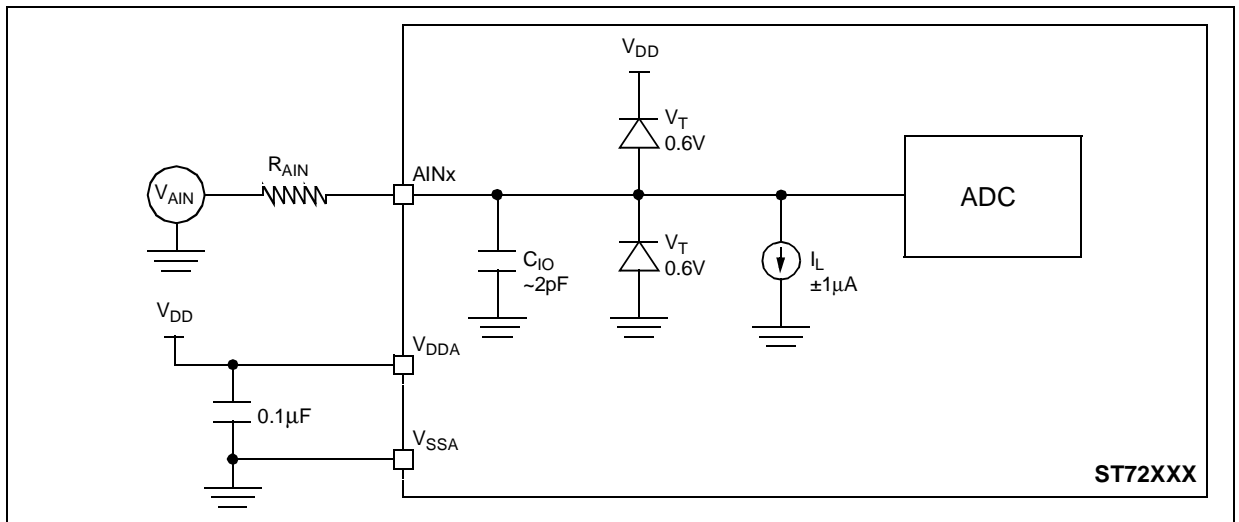 V_DD
V_T
0.6V
R_AIN
AINx
V_AIN
ADC
C_IO
~2pF
V_T
0.6V
I_L
±1μA
V_DD
V_DDA
0.1μF
V_SSA
ST72XXX